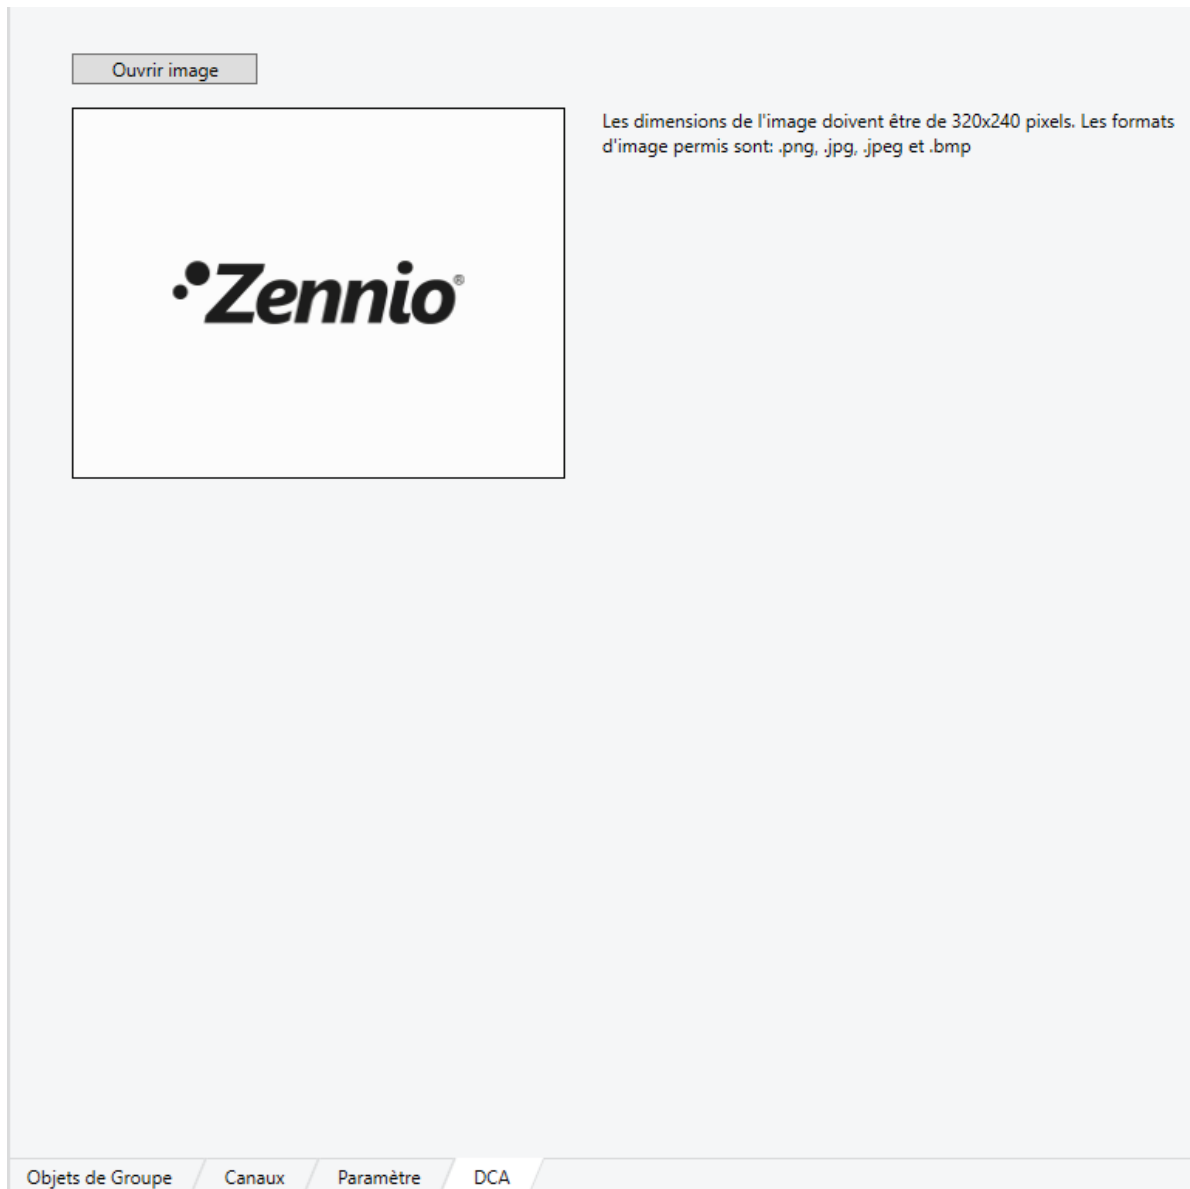 Ouvrir image
Les dimensions de l'image doivent être de 320x240 pixels. Les formats
d'image permis sont: .png, .jpg, .jpeg et .bmp
Zennio®
Objets de Groupe
Canaux
Paramètre
DCA